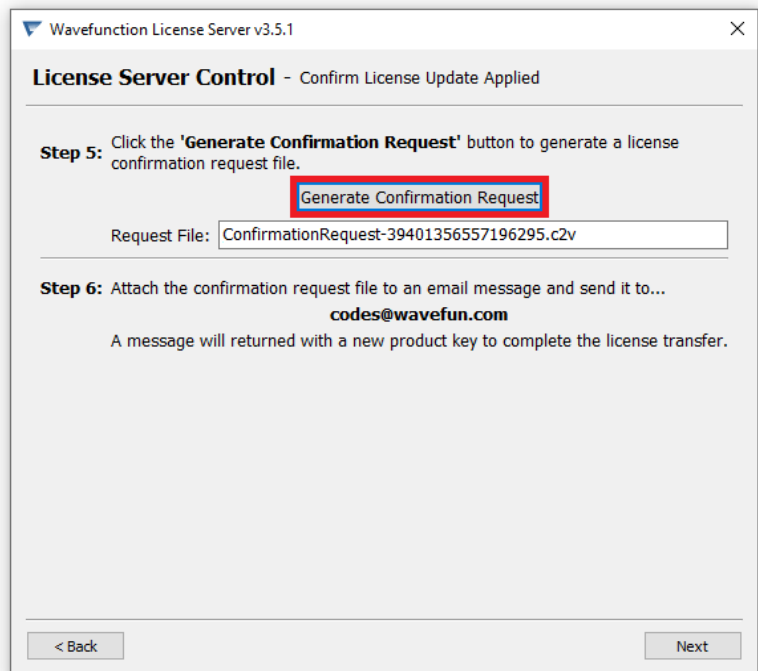 Wavefunction License Server v3.5.1
License Server Control - Confirm License Update Applied
Step 5: Click the 'Generate Confirmation Request' button to generate a license
confirmation request file.
Generate Confirmation Request
Request File: ConfirmationRequest-39401356557196295.c2v
Step 6: Attach the confirmation request file to an email message and send it to...
codes@wavefun.com
A message will returned with a new product key to complete the license transfer.
< Back Next